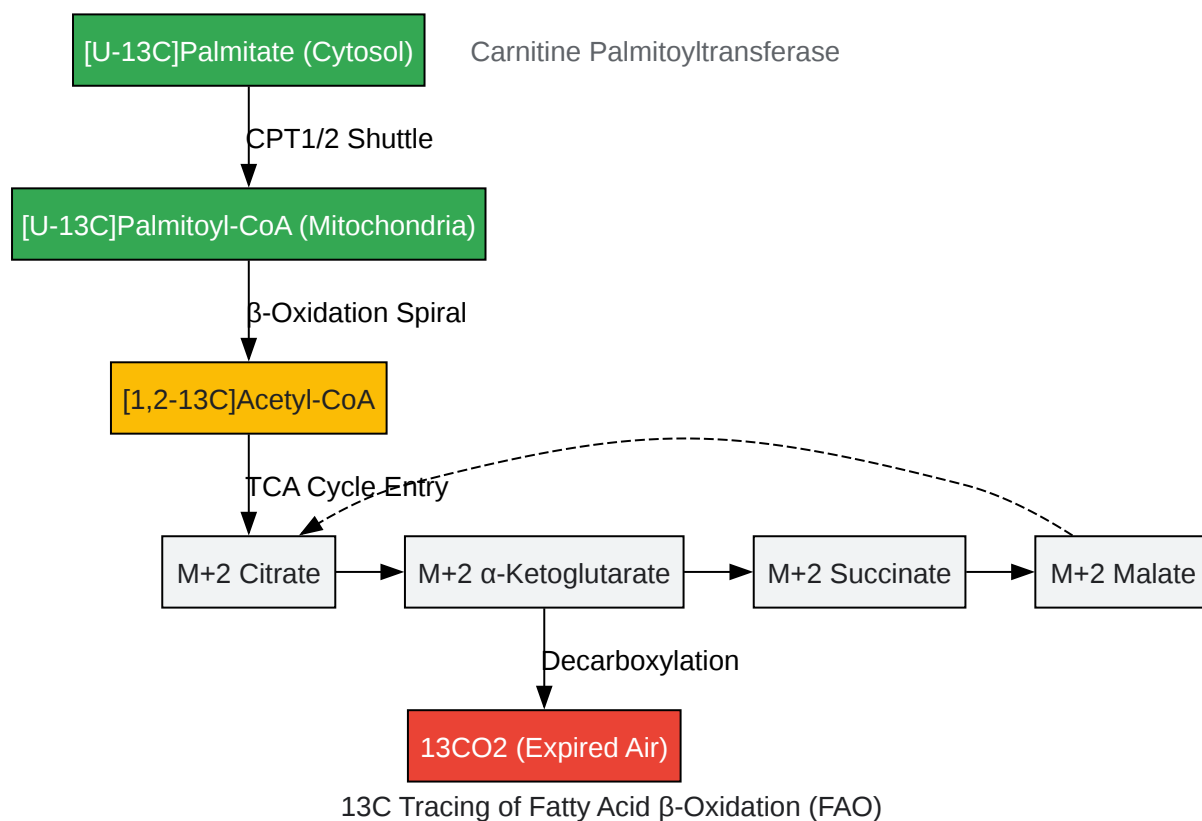 [U-13C]Palmitate (Cytosol)
Carnitine Palmitoyltransferase
CPT1/2 Shuttle
[U-13C]Palmitoyl-CoA (Mitochondria)
β-Oxidation Spiral
[1,2-13C]Acetyl-CoA
TCA Cycle Entry
M+2 Citrate
M+2 α-Ketoglutarate
M+2 Succinate
M+2 Malate
Decarboxylation
13CO2 (Expired Air)
13C Tracing of Fatty Acid β-Oxidation (FAO)